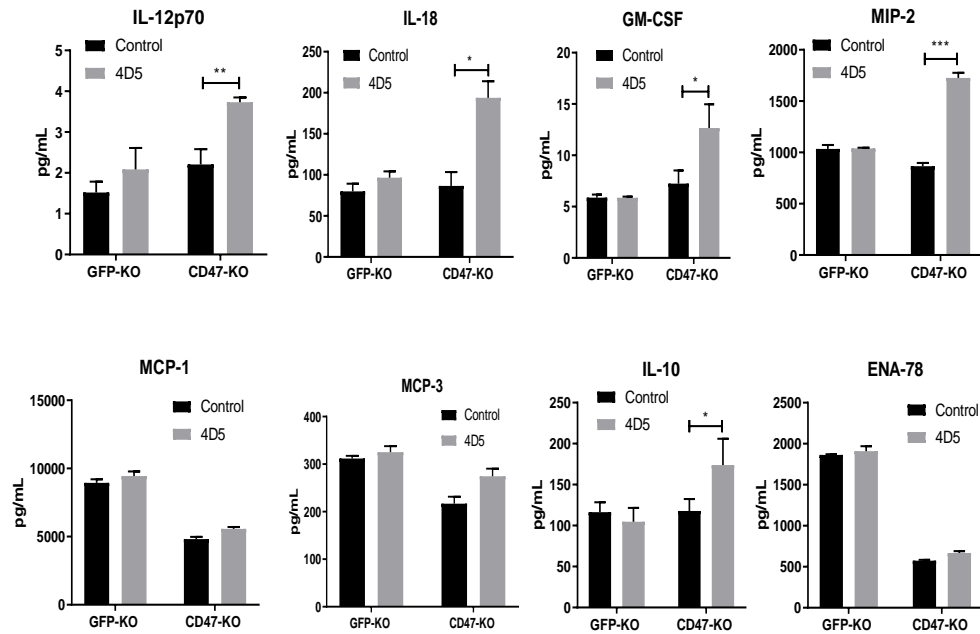 IL-12p70
Control
4D5
**
5
4
3
2
1
0
pg/mL
GFP-KO
CD47-KO
IL-18
Control
4D5
*
250
200
150
100
50
0
pg/mL
GFP-KO
CD47-KO
GM-CSF
Control
4D5
*
20
15
10
5
0
pg/mL
GFP-KO
CD47-KO
MIP-2
Control
4D5
***
2000
1500
1000
500
0
pg/mL
GFP-KO
CD47-KO
MCP-1
Control
4D5
15000
10000
5000
0
pg/mL
GFP-KO
CD47-KO
MCP-3
Control
4D5
400
300
200
100
0
pg/mL
GFP-KO
CD47-KO
IL-10
Control
4D5
*
250
200
150
100
50
0
pg/mL
GFP-KO
CD47-KO
ENA-78
Control
4D5
2500
2000
1500
1000
500
0
pg/mL
GFP-KO
CD47-KO